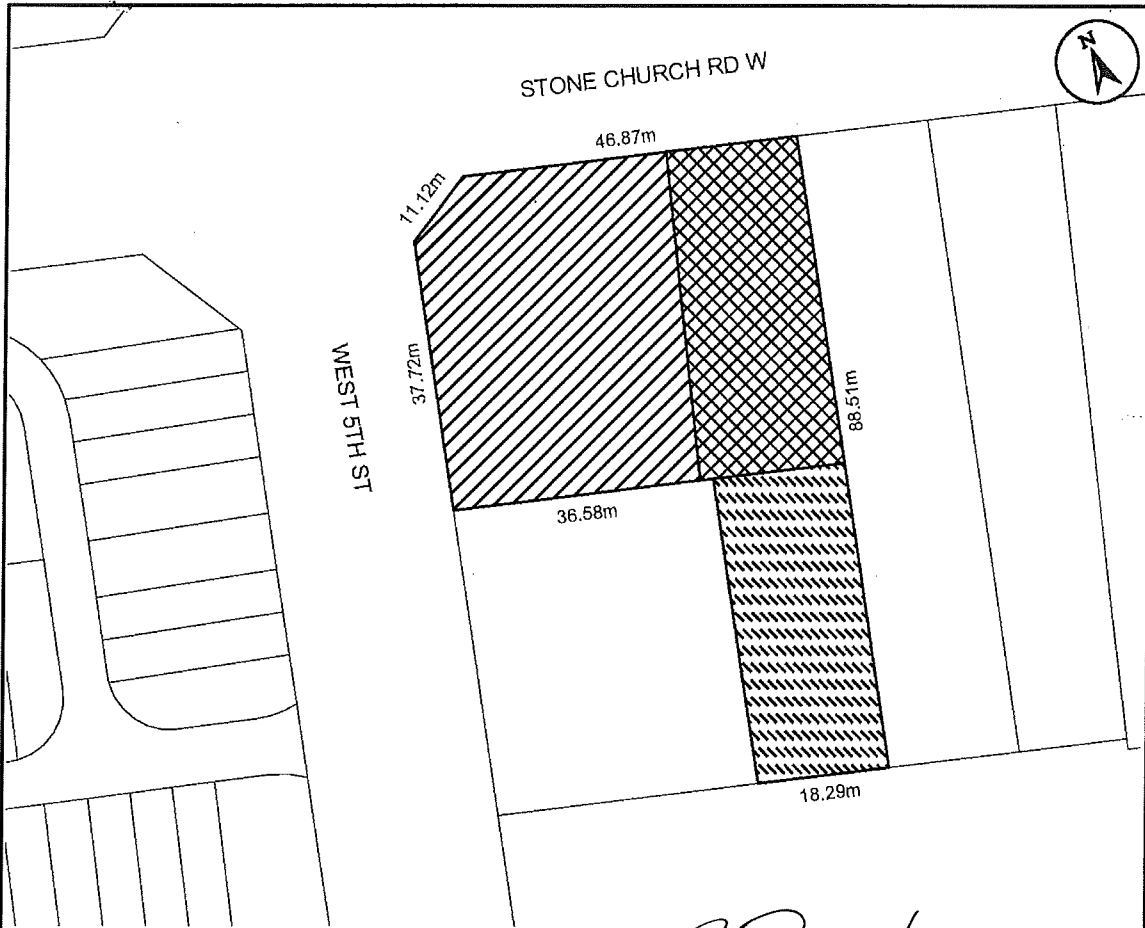 STONE CHURCH RD W
N
46.87m
11.12m
37.72m
WEST 5TH ST
88.51m
36.58m
18.29m